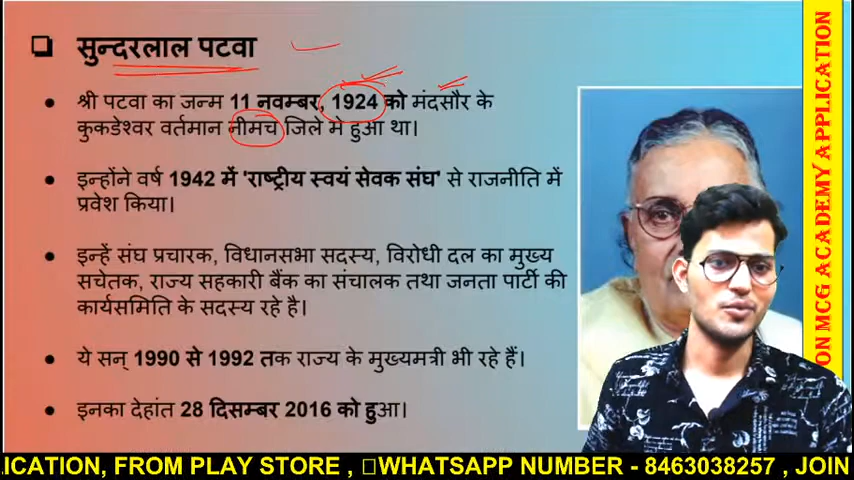 सुन्दरलाल पटवा
श्री पटवा का जन्म 11 नवम्बर, 1924 को मंदसौर के
कुकडेश्वर वर्तमान नीमच जिले मे हुआ था।
इन्होंने वर्ष 1942 में 'राष्ट्रीय स्वयं सेवक संघ' से राजनीति में
प्रवेश किया।
इन्हें संघ प्रचारक, विधानसभा सदस्य, विरोधी दल का मुख्य
सचेतक, राज्य सहकारी बैंक का संचालक तथा जनता पार्टी की
कार्यसमिति के सदस्य रहे है।
ये सन् 1990 से 1992 तक राज्य के मुख्यमत्री भी रहे हैं।
इनका देहांत 28 दिसम्बर 2016 को हुआ।
ON MCG ACADEMY APPLICATION
ICATION, FROM PLAY STORE , WHATSAPP NUMBER - 8463038257 , JOIN